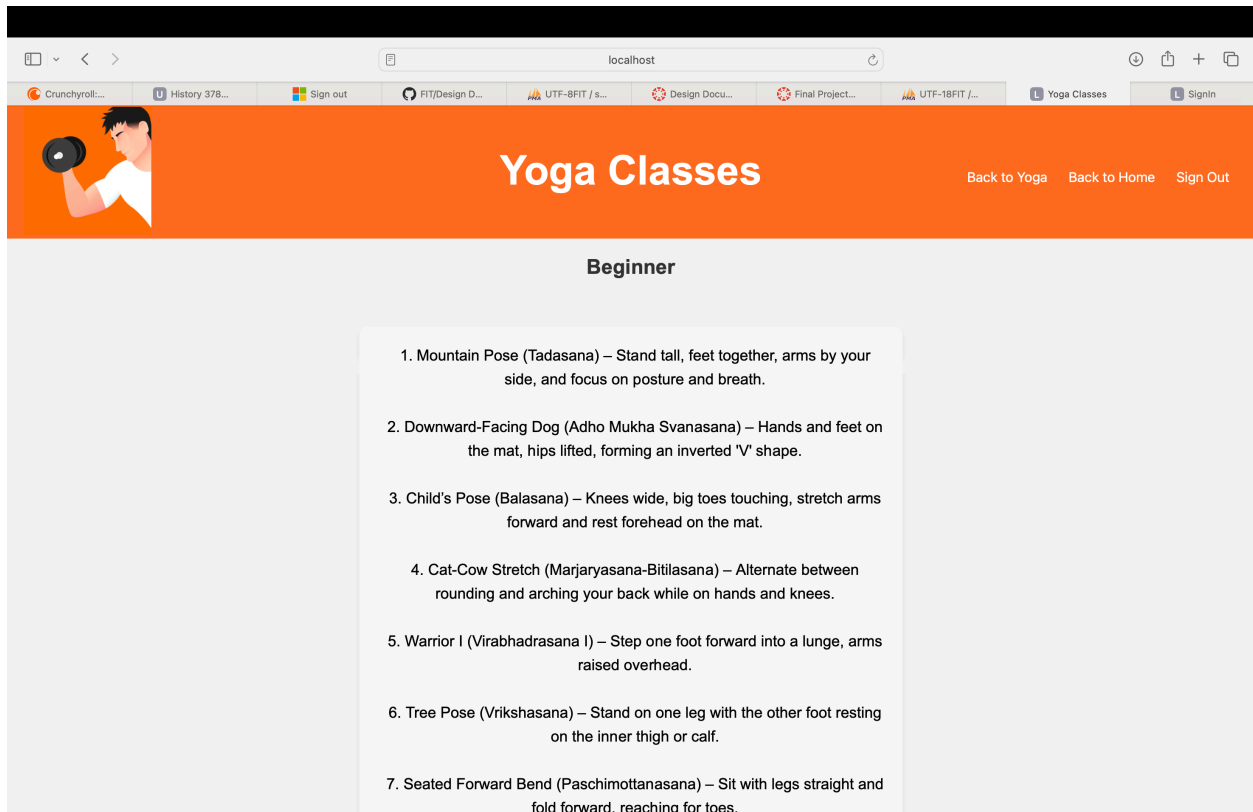 localhost
Crunchyroll:...
U History 378...
Sign out
FIT/Design D...
PMA UTF-8FIT / s...
Design Docu...
Final Project...
PMA UTF-18FIT /...
L Yoga Classes
L SignIn
Yoga Classes
Back to Yoga
Back to Home
Sign Out
Beginner
1. Mountain Pose (Tadasana) – Stand tall, feet together, arms by your
side, and focus on posture and breath.
2. Downward-Facing Dog (Adho Mukha Svanasana) – Hands and feet on
the mat, hips lifted, forming an inverted 'V' shape.
3. Child’s Pose (Balasana) – Knees wide, big toes touching, stretch arms
forward and rest forehead on the mat.
4. Cat-Cow Stretch (Marjaryasana-Bitilasana) – Alternate between
rounding and arching your back while on hands and knees.
5. Warrior I (Virabhadrasana I) – Step one foot forward into a lunge, arms
raised overhead.
6. Tree Pose (Vrikshasana) – Stand on one leg with the other foot resting
on the inner thigh or calf.
7. Seated Forward Bend (Paschimottanasana) – Sit with legs straight and
fold forward, reaching for toes.